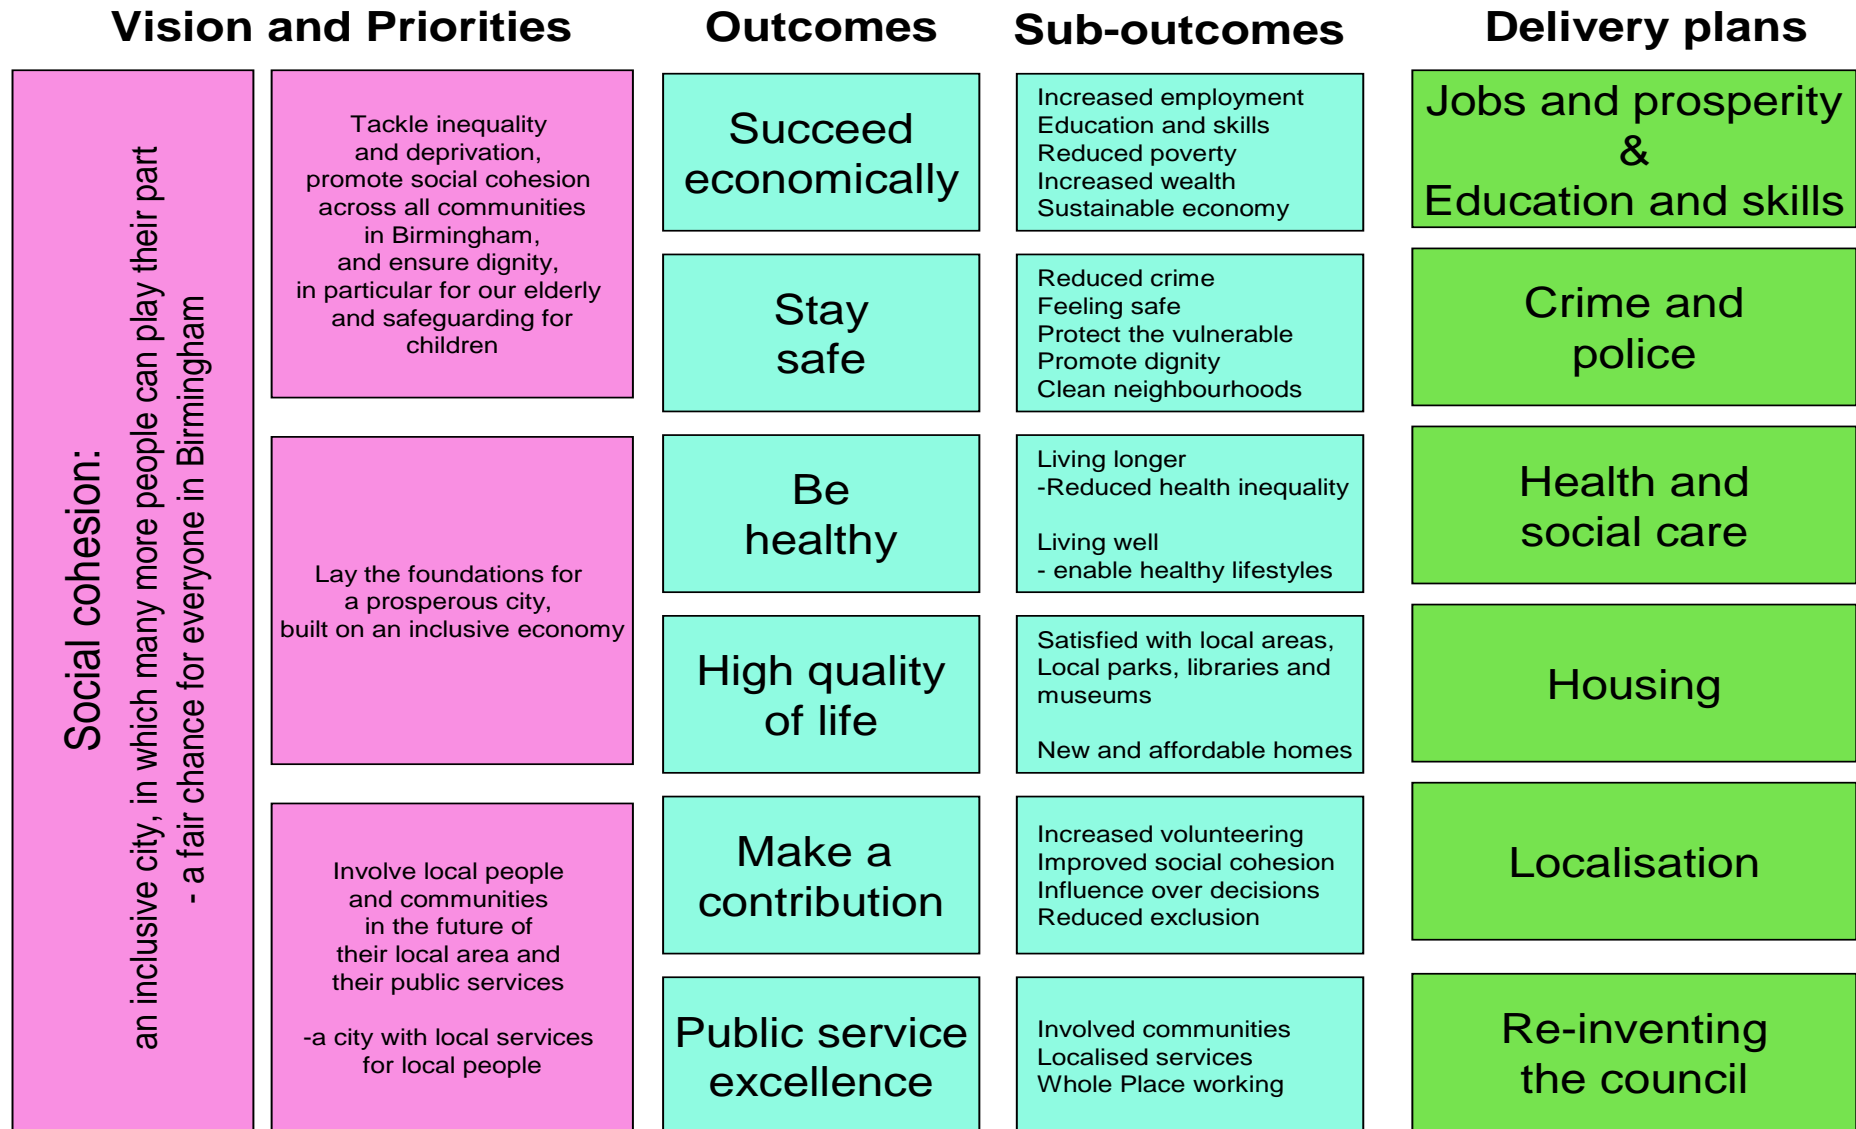 Vision and Priorities
Outcomes
Sub-outcomes
Delivery plans
Social cohesion:
an inclusive city, in which many more people can play their part
- a fair chance for everyone in Birmingham
Tackle inequality
and deprivation,
promote social cohesion
across all communities
in Birmingham,
and ensure dignity,
in particular for our elderly
and safeguarding for
children
Lay the foundations for
a prosperous city,
built on an inclusive economy
Involve local people
and communities
in the future of
their local area and
their public services
-a city with local services
for local people
Succeed
economically
Increased employment
Education and skills
Reduced poverty
Increased wealth
Sustainable economy
Jobs and prosperity
&
Education and skills
Stay
safe
Reduced crime
Feeling safe
Protect the vulnerable
Promote dignity
Clean neighbourhoods
Crime and
police
Be
healthy
Living longer
-Reduced health inequality
Living well
- enable healthy lifestyles
Health and
social care
High quality
of life
Satisfied with local areas,
Local parks, libraries and
museums
New and affordable homes
Housing
Make a
contribution
Increased volunteering
Improved social cohesion
Influence over decisions
Reduced exclusion
Localisation
Public service
excellence
Involved communities
Localised services
Whole Place working
Re-inventing
the council